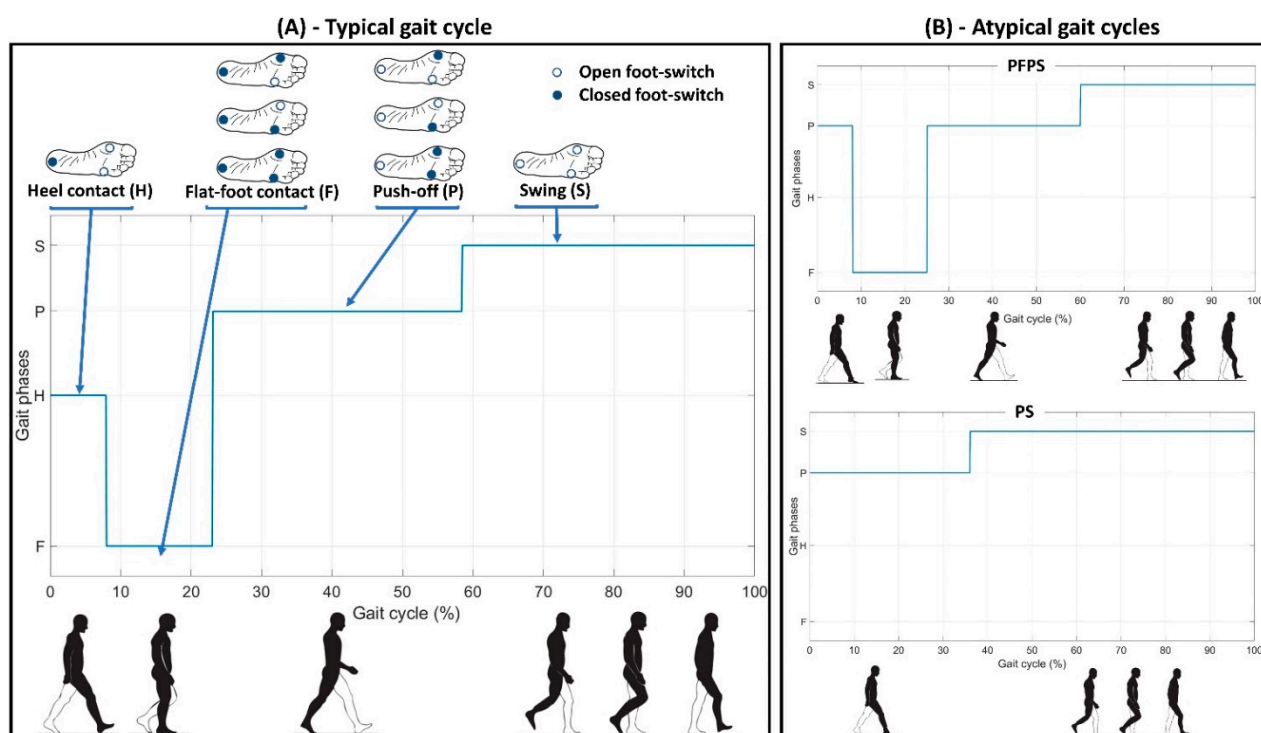 (A) - Typical gait cycle
Open foot-switch
Closed foot-switch
Heel contact (H)
Flat-foot contact (F)
Push-off (P)
Swing (S)
S
P
H
F
Gait phases
0 10 20 30 40 50 60 70 80 90 100
Gait cycle (%)
(B) - Atypical gait cycles
PFPS
S
P
H
F
Gait phases
0 10 20 30 40 50 60 70 80 90 100
Gait cycle (%)
PS
S
P
H
F
Gait phases
0 10 20 30 40 50 60 70 80 90 100
Gait cycle (%)